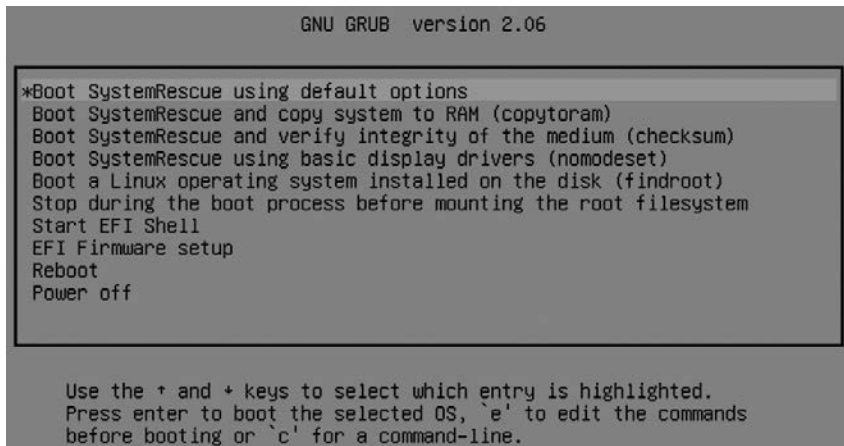 GNU GRUB version 2.06
*Boot SystemRescue using default options
Boot SystemRescue and copy system to RAM (copytoram)
Boot SystemRescue and verify integrity of the medium (checksum)
Boot SystemRescue using basic display drivers (nomodeset)
Boot a Linux operating system installed on the disk (findroot)
Stop during the boot process before mounting the root filesystem
Start EFI Shell
EFI Firmware setup
Reboot
Power off
Use the ↑ and ↓ keys to select which entry is highlighted.
Press enter to boot the selected OS, `e' to edit the commands
before booting or `c' for a command-line.